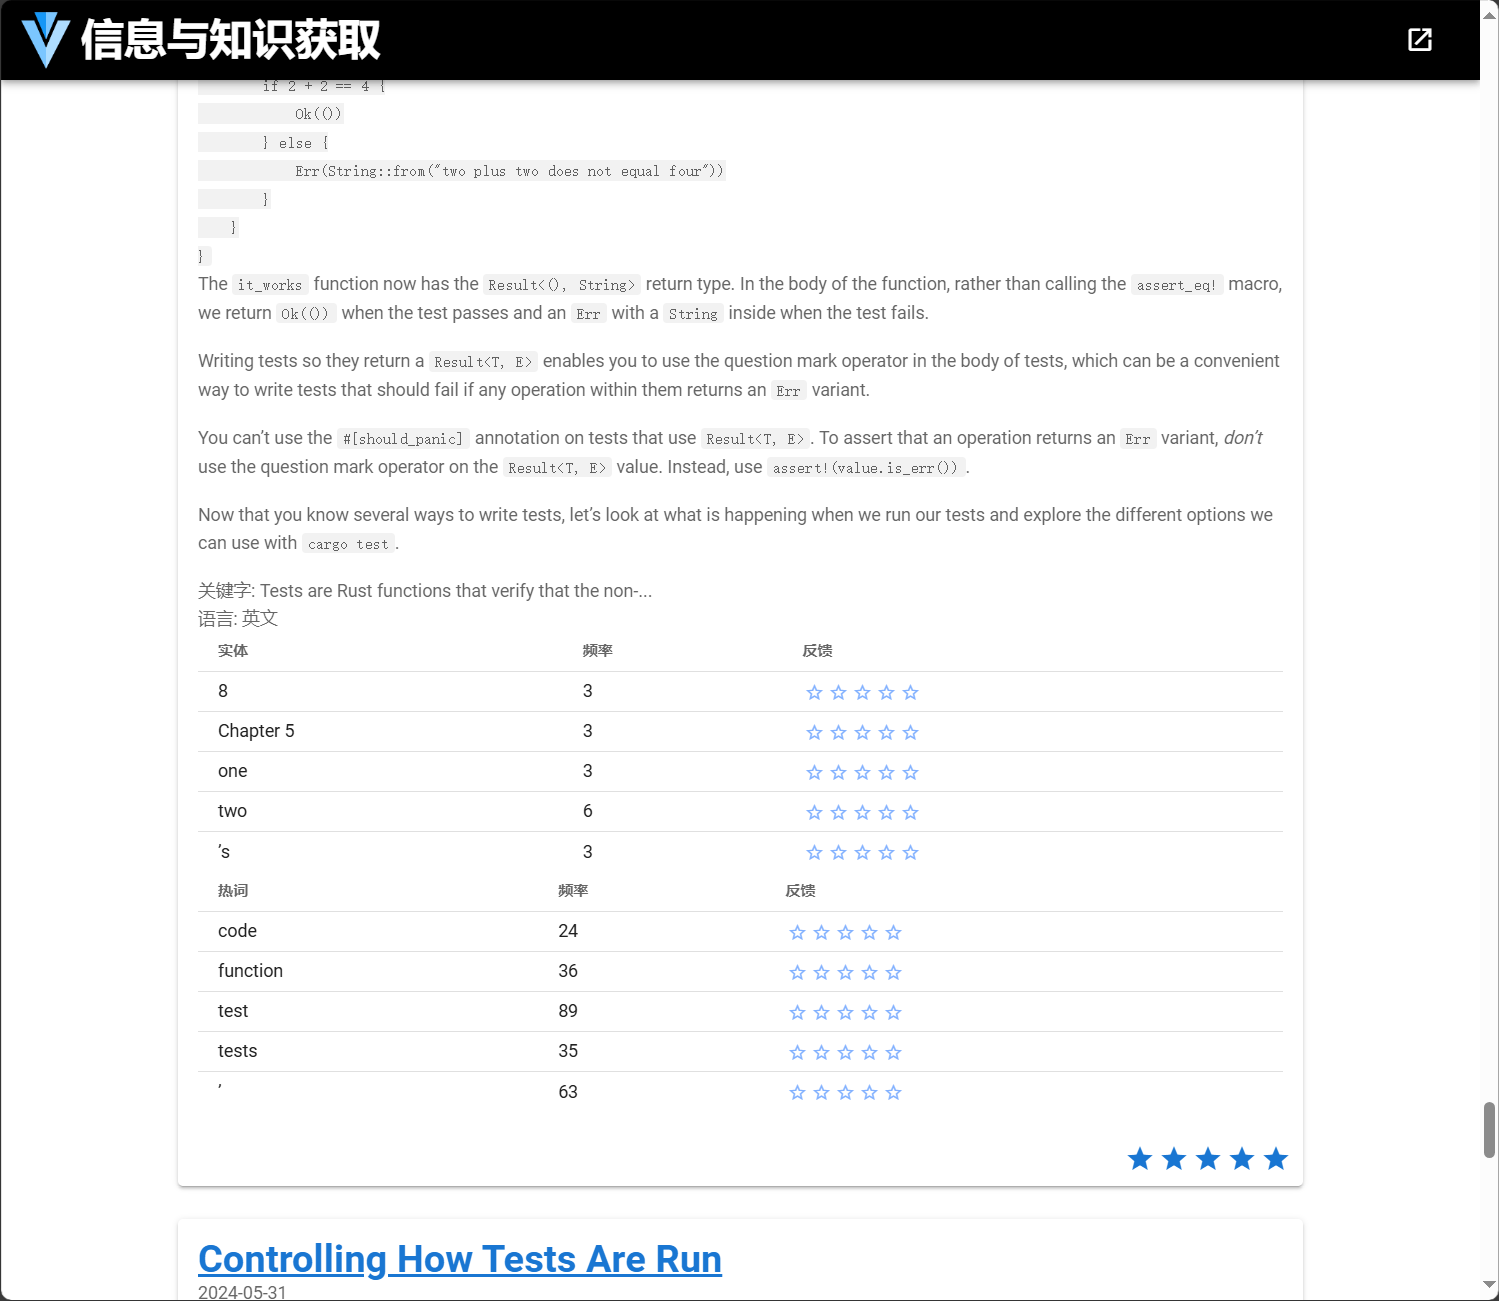 信息与知识获取
if 2 + 2 == 4 {
Ok(())
} else {
Err(String::from("two plus two does not equal four"))
}
}
}
The it_works function now has the Result<(), String> return type. In the body of the function, rather than calling the assert_eq! macro,
we return Ok(()) when the test passes and an Err with a String inside when the test fails.
Writing tests so they return a Result<T, E> enables you to use the question mark operator in the body of tests, which can be a convenient
way to write tests that should fail if any operation within them returns an Err variant.
You can’t use the #[should_panic] annotation on tests that use Result<T, E>. To assert that an operation returns an Err variant, don’t
use the question mark operator on the Result<T, E> value. Instead, use assert!(value.is_err()).
Now that you know several ways to write tests, let’s look at what is happening when we run our tests and explore the different options we
can use with cargo test.
关键字: Tests are Rust functions that verify that the non-...
语言: 英文
实体 频率 反馈
8 3
Chapter 5 3
one 3
two 6
’s 3
热词 频率 反馈
code 24
function 36
test 89
tests 35
’ 63
Controlling How Tests Are Run
2024-05-31